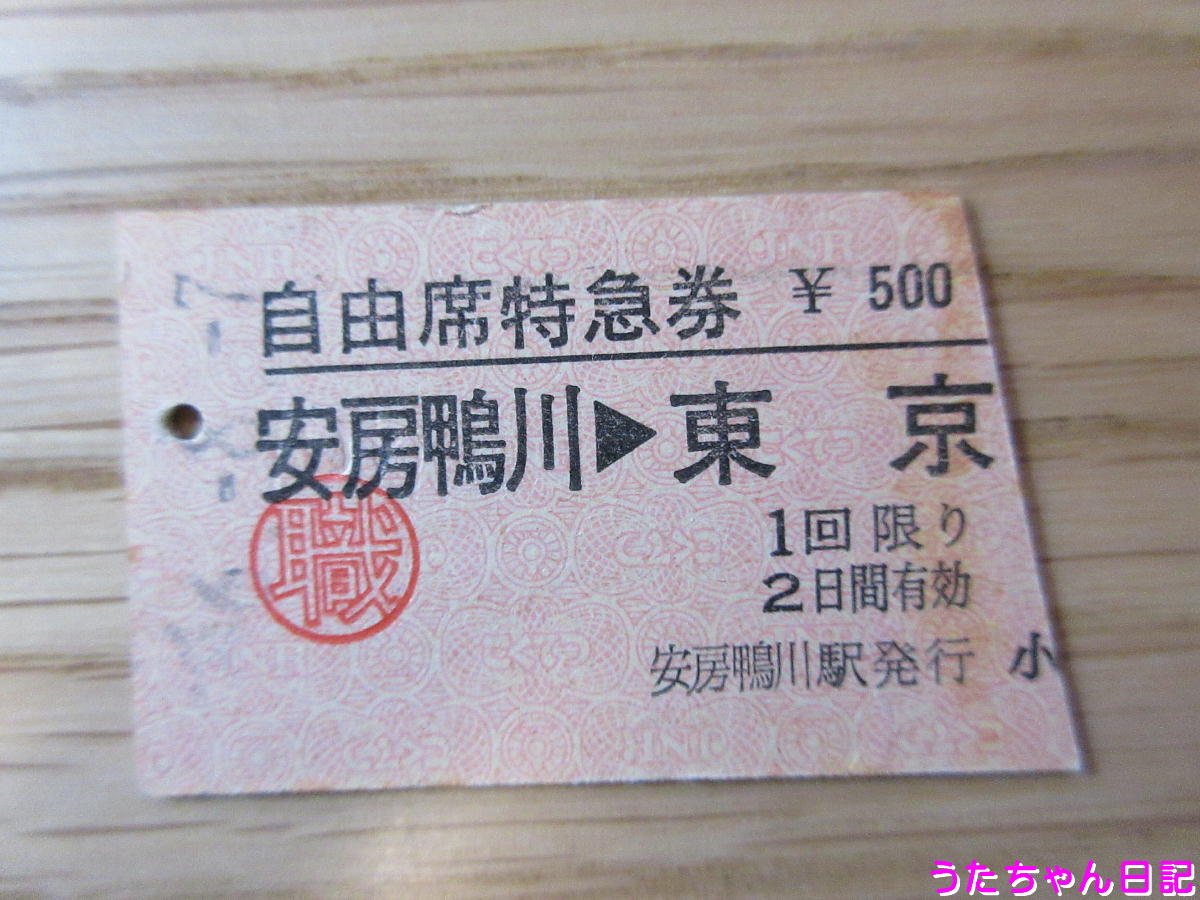 自由席特急券 ¥ 500
安房鴨川▶東京
職
1回限り
2日間有効
安房鴨川駅発行 小
うたちゃん日記